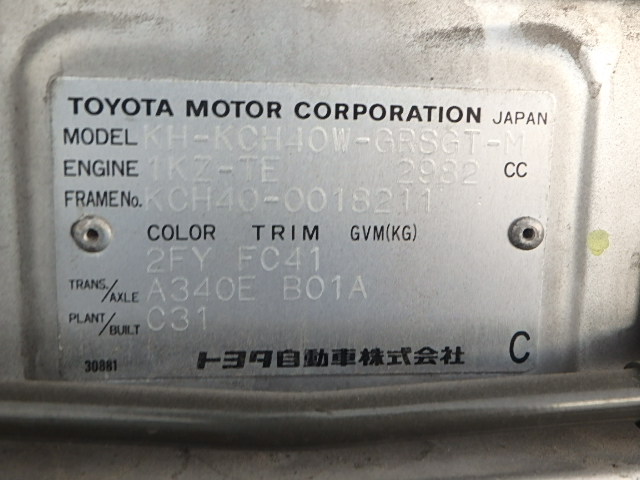 TOYOTA MOTOR CORPORATION JAPAN
MODEL KH-KCH40W-GRSGT-M
ENGINE 1KZ-TE 2982 CC
FRAME No. KCH40-0018211
COLOR TRIM GVM(KG)
2FY FC41
TRANS./AXLE A340E B01A
PLANT/BUILT C31
30881 トヨタ自動車株式会社 C